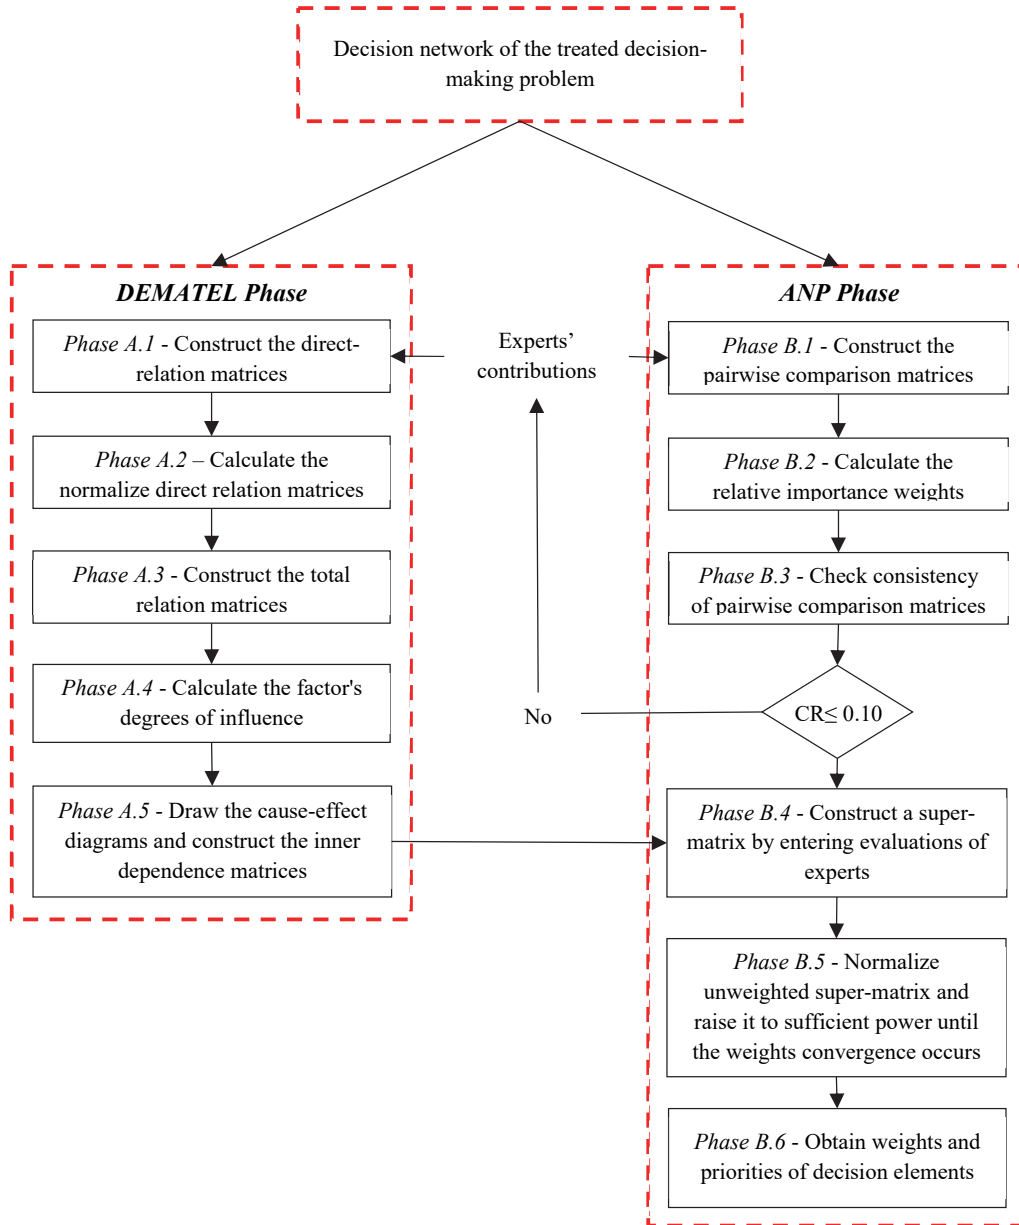 Decision network of the treated decision-
making problem
DEMATEL Phase
Phase A.1 - Construct the direct-
relation matrices
Phase A.2 – Calculate the
normalize direct relation matrices
Phase A.3 - Construct the total
relation matrices
Phase A.4 - Calculate the factor's
degrees of influence
Phase A.5 - Draw the cause-effect
diagrams and construct the inner
dependence matrices
Experts’
contributions
No
ANP Phase
Phase B.1 - Construct the
pairwise comparison matrices
Phase B.2 - Calculate the
relative importance weights
Phase B.3 - Check consistency
of pairwise comparison matrices
CR≤ 0.10
Phase B.4 - Construct a super-
matrix by entering evaluations of
experts
Phase B.5 - Normalize
unweighted super-matrix and
raise it to sufficient power until
the weights convergence occurs
Phase B.6 - Obtain weights and
priorities of decision elements